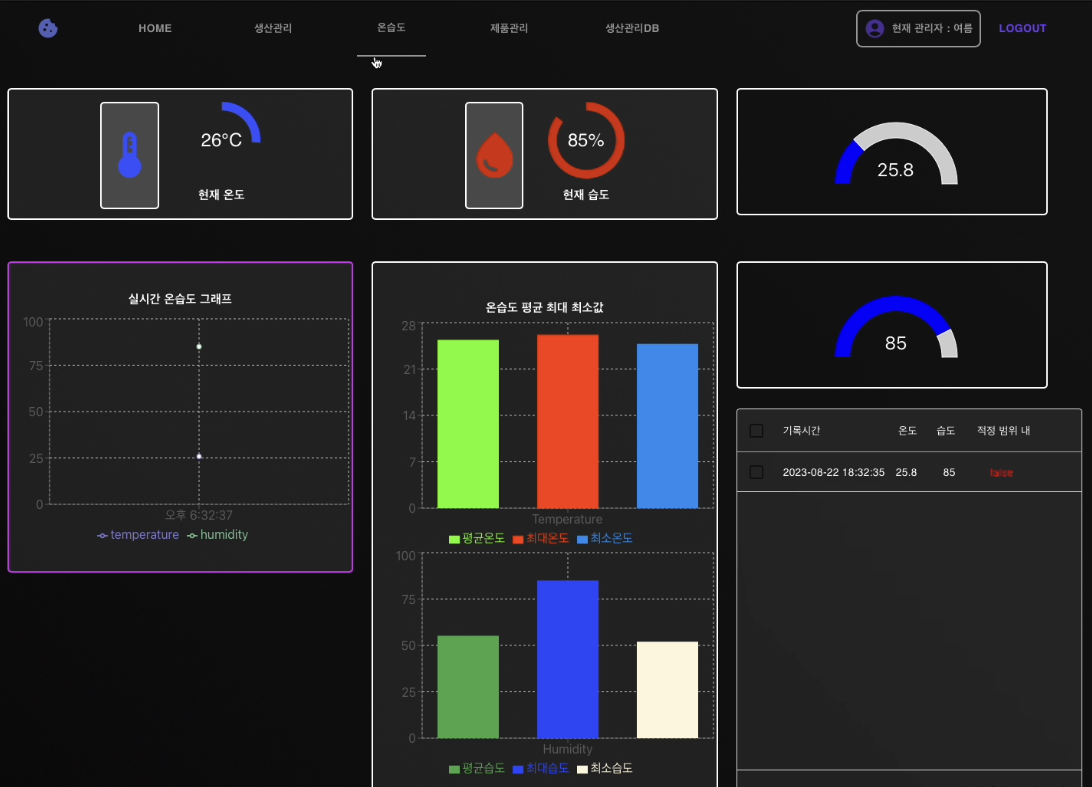 HOME 생산관리 온습도 제품관리 생산관리DB 현재 관리자 : 여름 LOGOUT
26°C
현재 온도
85%
현재 습도
25.8
실시간 온습도 그래프
100
75
50
25
0
오후 6:32:37
temperature humidity
온습도 평균 최대 최소값
28
21
14
7
0
Temperature
평균온도 최대온도 최소온도
100
75
50
25
0
Humidity
평균습도 최대습도 최소습도
85
기록시간 온도 습도 적정 범위 내
2023-08-22 18:32:35 25.8 85 false